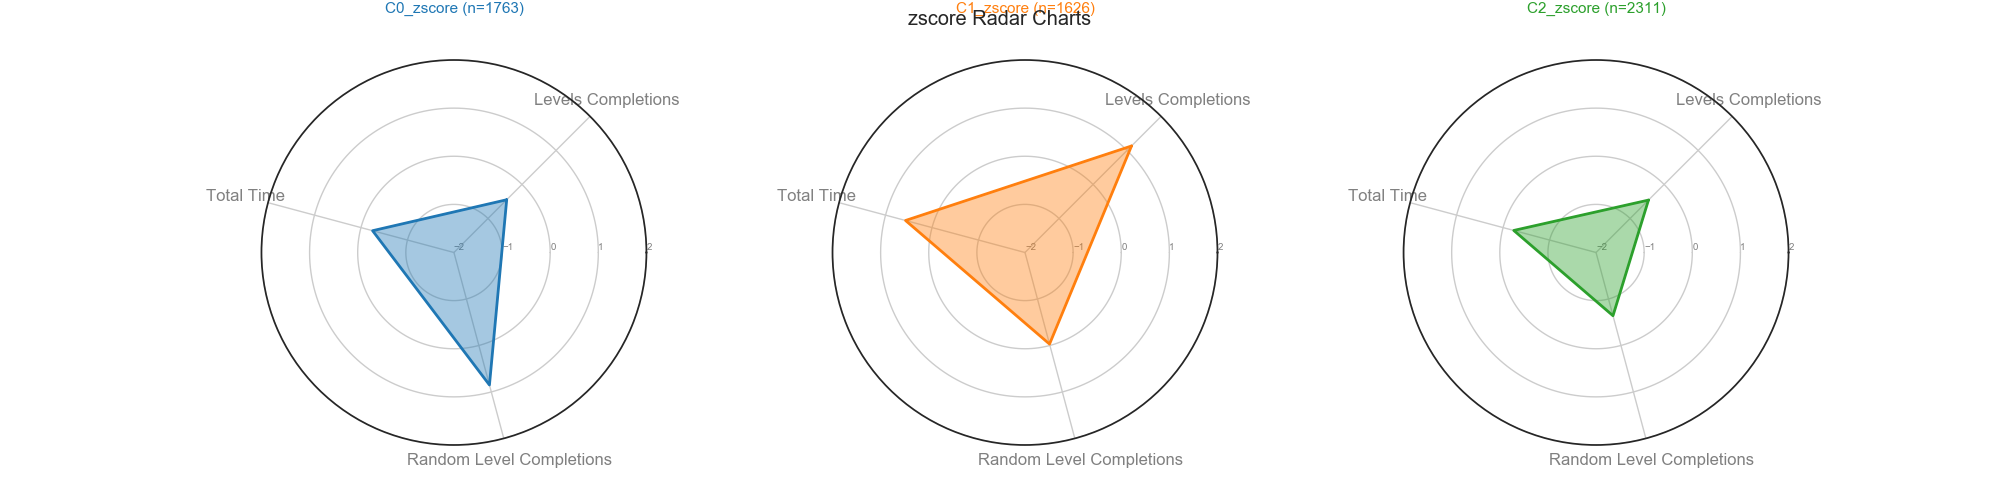 zscore Radar Charts
C0_zscore (n=1763)
Levels Completions
Total Time
−2 −1 0 1 2
Random Level Completions
C1_zscore (n=1626)
Levels Completions
Total Time
−2 −1 0 1 2
Random Level Completions
C2_zscore (n=2311)
Levels Completions
Total Time
−2 −1 0 1 2
Random Level Completions